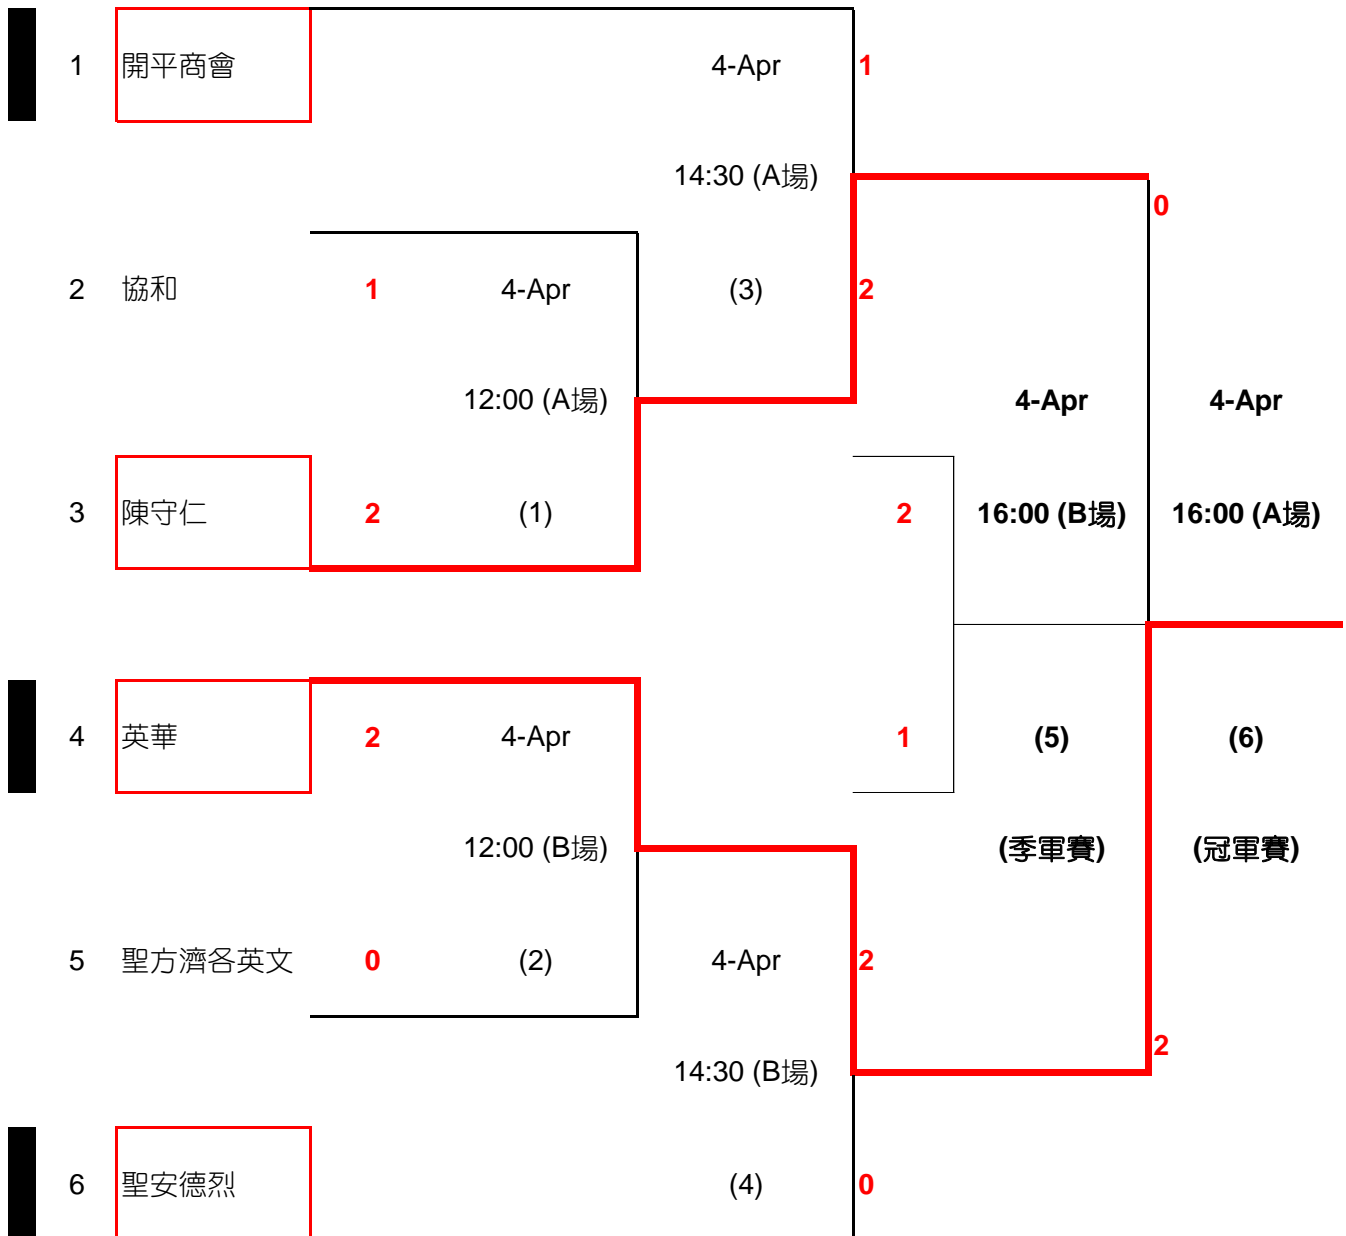 1 開平商會 4-Apr 1
14:30 (A場)
0
2 協和 1 4-Apr (3) 2
12:00 (A場) 4-Apr 4-Apr
3 陳守仁 2 (1) 2 16:00 (B場) 16:00 (A場)
4 英華 2 4-Apr 1 (5) (6)
12:00 (B場) (季軍賽) (冠軍賽)
5 聖方濟各英文 0 (2) 4-Apr 2
2
14:30 (B場)
6 聖安德烈 (4) 0